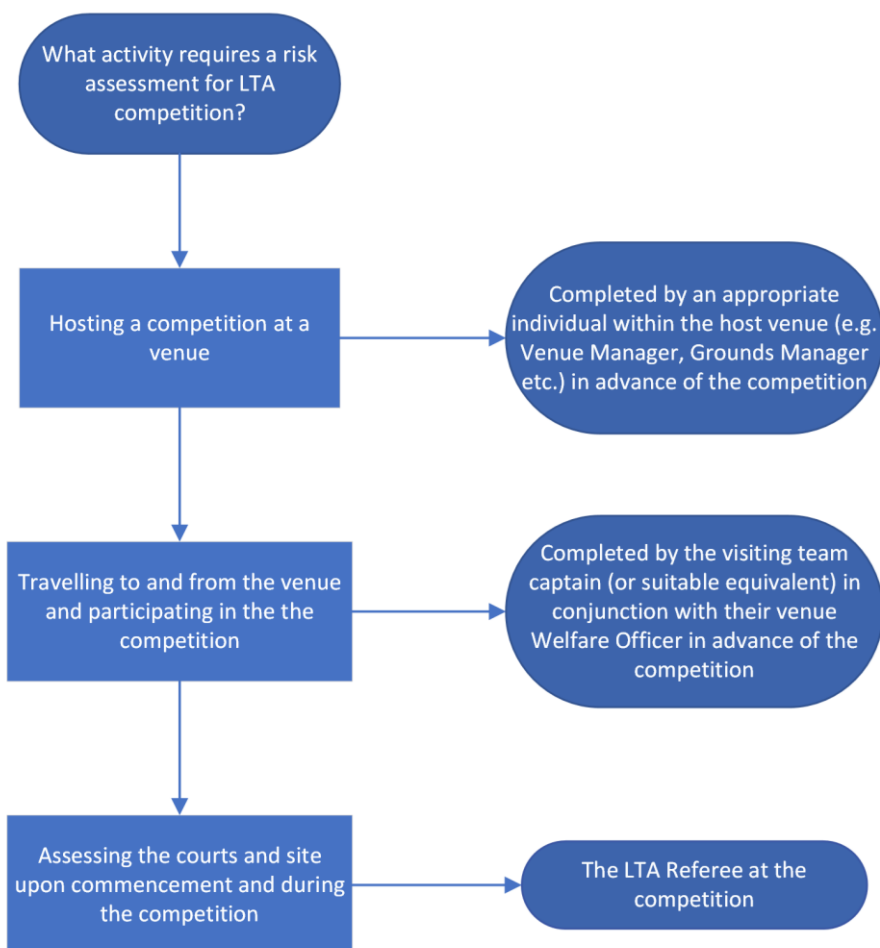 What activity requires a risk
assessment for LTA
competition?
Hosting a competition at a
venue
Completed by an appropriate
individual within the host venue (e.g.
Venue Manager, Grounds Manager
etc.) in advance of the competition
Travelling to and from the venue
and participating in the the
competition
Completed by the visiting team
captain (or suitable equivalent) in
conjunction with their venue
Welfare Officer in advance of the
competition
Assessing the courts and site
upon commencement and during
the competition
The LTA Referee at the
competition